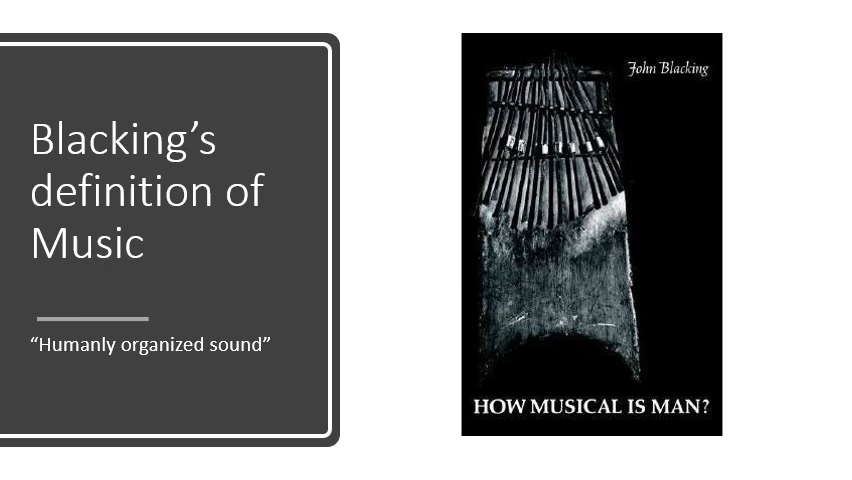 Blacking’s
definition of
Music
“Humanly organized sound”
John Blacking
HOW MUSICAL IS MAN?